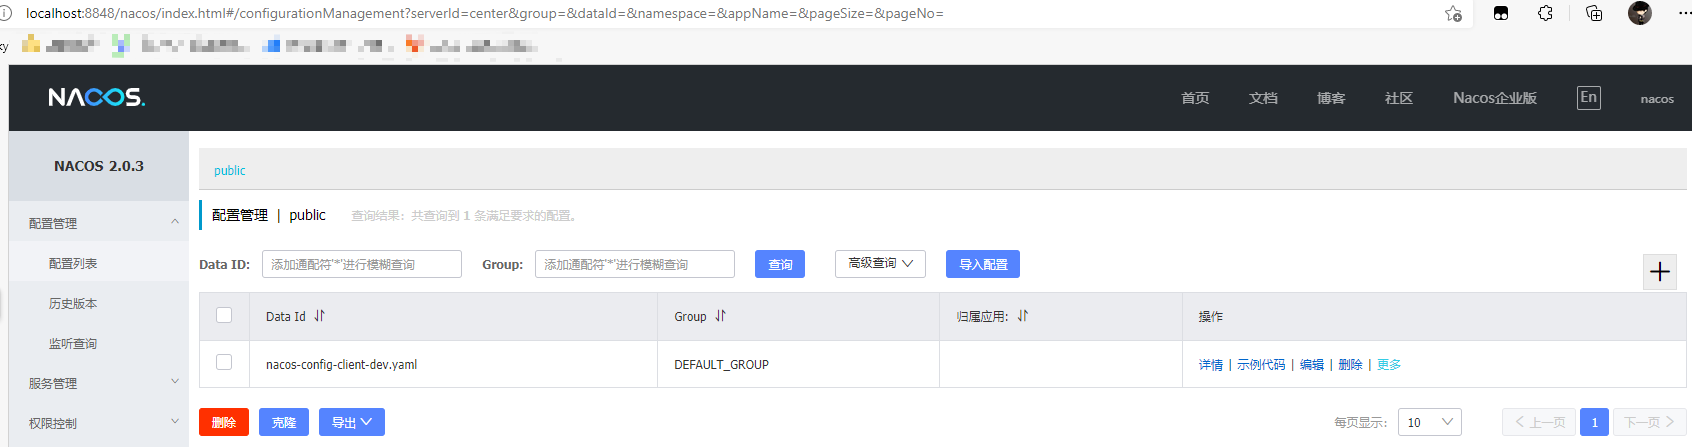 localhost:8848/nacos/index.html#/configurationManagement?serverId=center&group=&dataId=&namespace=&appName=&pageSize=&pageNo=
NACOS.
首页 文档 博客 社区 Nacos企业版 En nacos
NACOS 2.0.3
public
配置管理
配置管理 | public 查询结果：共查询到 1 条满足要求的配置。
配置列表
Data ID: 添加通配符'*'进行模糊查询 Group: 添加通配符'*'进行模糊查询 查询 高级查询 导入配置
历史版本
Data Id Group 归属应用: 操作
监听查询
nacos-config-client-dev.yaml DEFAULT_GROUP 详情 | 示例代码 | 编辑 | 删除 | 更多
服务管理
权限控制
删除 克隆 导出 每页显示: 10 上一页 1 下一页